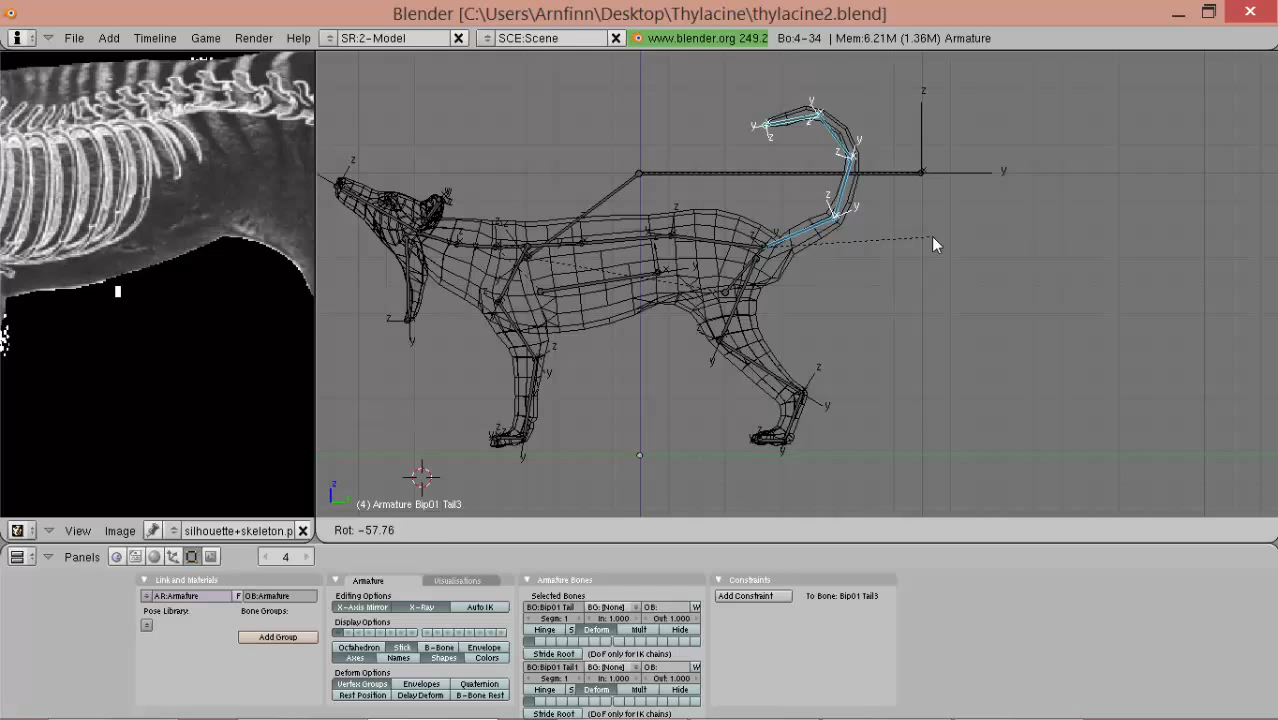 Blender [C:\Users\Arnfinn\Desktop\Thylacine\thylacine2.blend]
File Add Timeline Game Render Help SR:2-Model SCE:Scene www.blender.org 249.2 Bo:4-34 | Mem:6.21M (1.36M) Armature
(4) Armature Bip01 Tail3
View Image silhouette+skeleton.p Rot: -57.76
Panels 4
Link and Materials Armature Visualisations Armature Bones Constraints
AR:Armature F OB:Armature Editing Options Selected Bones Add Constraint To Bone: Bip01 Tail3
Pose Library: Bone Groups: X-Axis Mirror X-Ray Auto IK BO:Bip01 Tail BO: [None] OB: W
Display Options Segm: 1 In: 1.000 Out: 1.000
Add Group Hinge S Deform Mult Hide
Octahedron Stick B-Bone Envelope Stride Root (DoF only for IK chains)
Axes Names Shapes Colors BO:Bip01 Tail1 BO: [None] OB: W
Deform Options Segm: 1 In: 1.000 Out: 1.000
Vertex Groups Envelopes Quaternion Hinge S Deform Mult Hide
Rest Position Delay Deform B-Bone Rest
Stride Root (DoF only for IK chains)